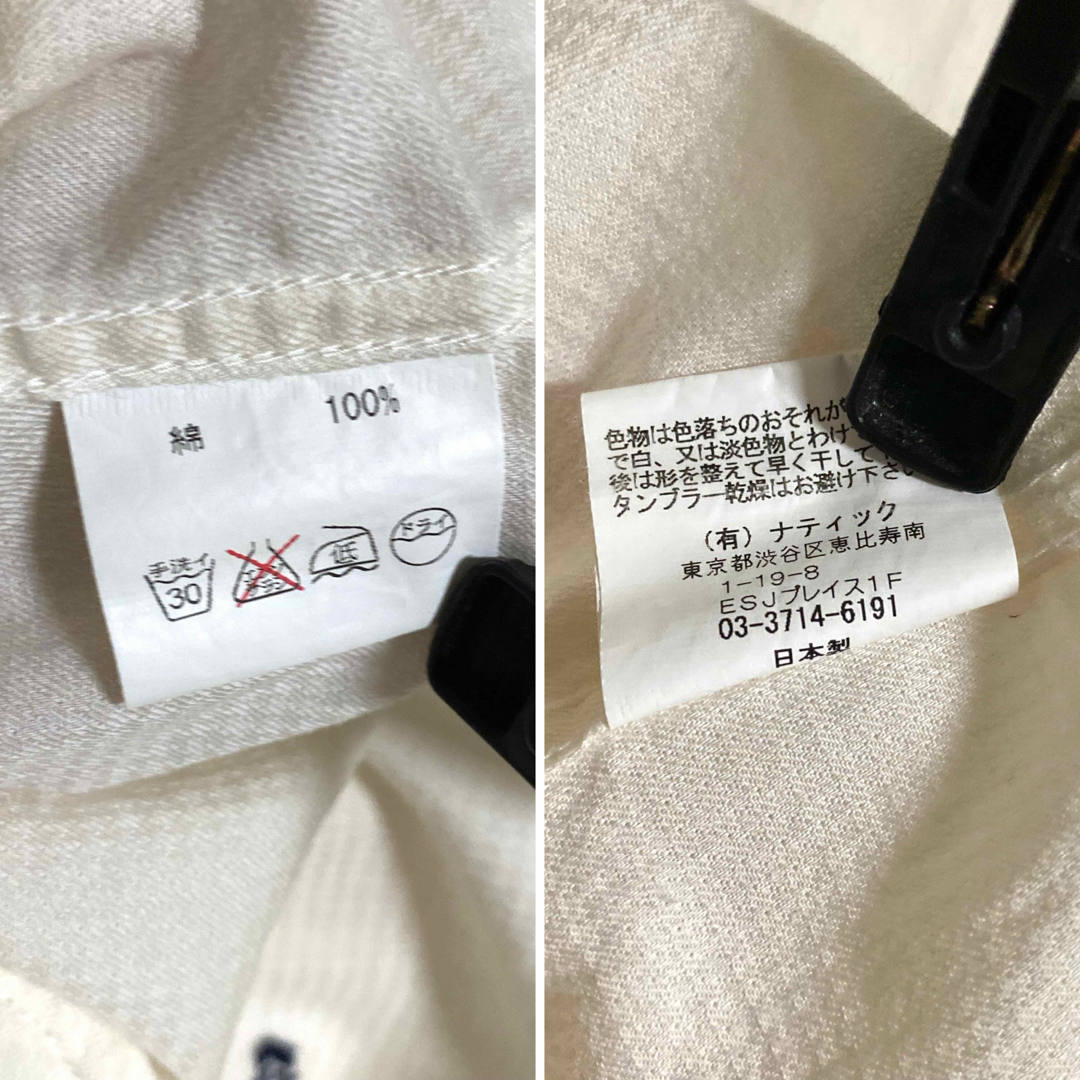 綿 100%
手洗イ
30
低
ドライ
色物は色落ちのおそれが
で白、又は淡色物とわけ
後は形を整えて早く干して
タンブラー乾燥はお避け下さい
(有) ナティック
東京都渋谷区恵比寿南
1-19-8
ESJプレイス1F
03-3714-6191
日本製